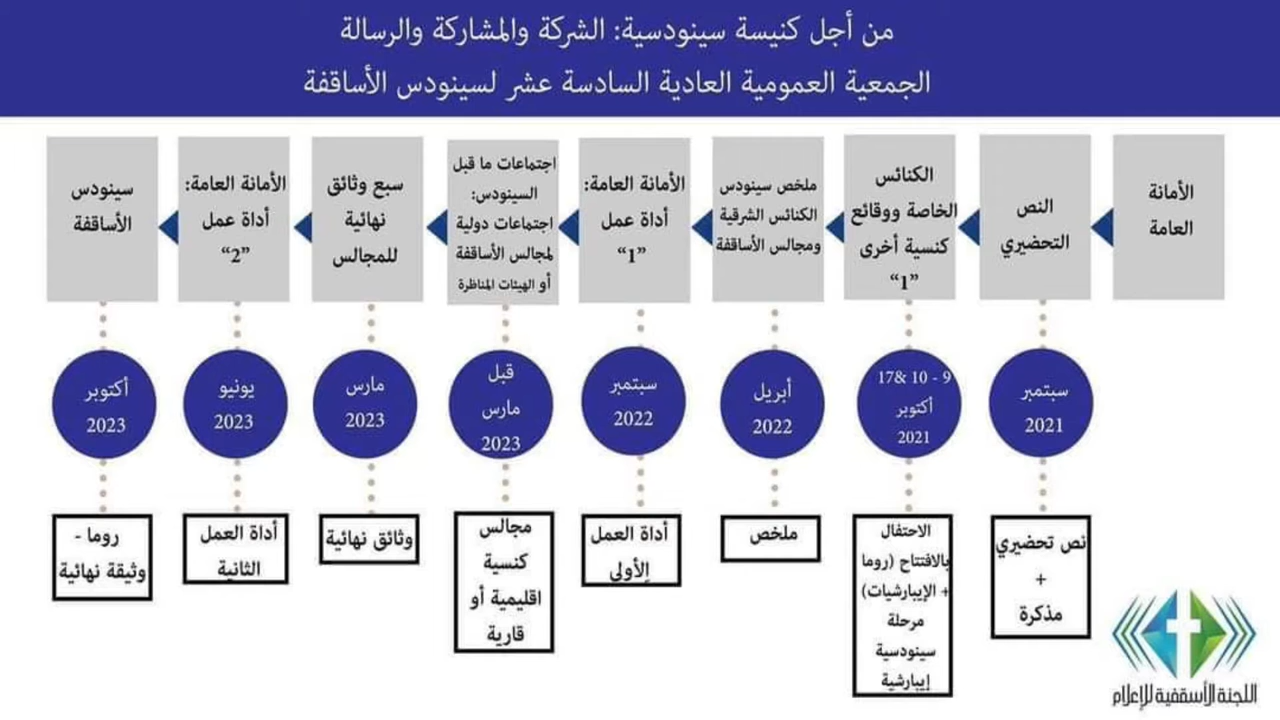 من أجل كنيسة سينودسية: الشركة والمشاركة والرسالة
الجمعية العمومية العادية السادسة عشر لسينودس الأساقفة
الأمانة
العامة
النص
التحضيري
الكنائس
الخاصة ووقائع
كنسية أخرى
“1”
ملخص سينودس
الكنائس الشرقية
ومجالس الأساقفة
الأمانة العامة:
أداة عمل
“1”
اجتماعات ما قبل
السينودس:
اجتماعات دولية
لمجالس الأساقفة
أو الهيئات المناظرة
سبع وثائق
نهائية
للمجالس
الأمانة العامة:
أداة عمل
“2”
سينودس
الأساقفة
سبتمبر
2021
9 - 10 &17
أكتوبر
2021
أبريل
2022
سبتمبر
2022
قبل
مارس
2023
مارس
2023
يونيو
2023
أكتوبر
2023
نص تحضيري
+
مذكرة
الاحتفال
بالافتتاح (روما
+ الإيبارشيات)
مرحلة
سينودسية
إيبارشية
ملخص
أداة العمل
الأولى
مجالس
كنسية
اقليمية أو
قارية
وثائق نهائية
أداة العمل
الثانية
روما -
وثيقة نهائية
اللجنة الأسقفية للإعلام